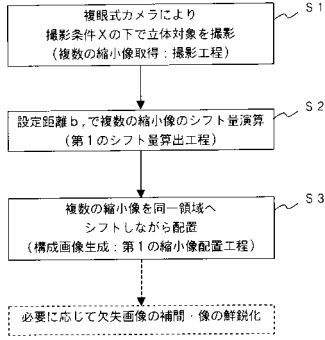 S1
複眼式カメラにより
撮影条件Xの下で立体対象を撮影
(複数の縮小像取得:撮影工程)
S2
設定距離b,で複数の縮小像のシフト量演算
(第1のシフト量算出工程)
S3
複数の縮小像を同一領域へ
シフトしながら配置
(構成画像生成:第1の縮小像配置工程)
必要に応じて欠失画像の補間・像の鮮鋭化